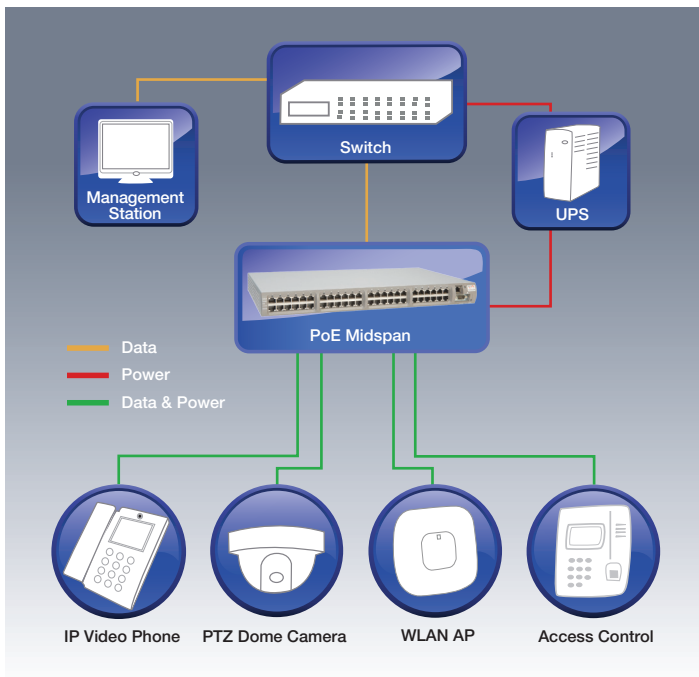 Switch
Management
Station
UPS
PoE Midspan
Data
Power
Data & Power
IP Video Phone
PTZ Dome Camera
WLAN AP
Access Control